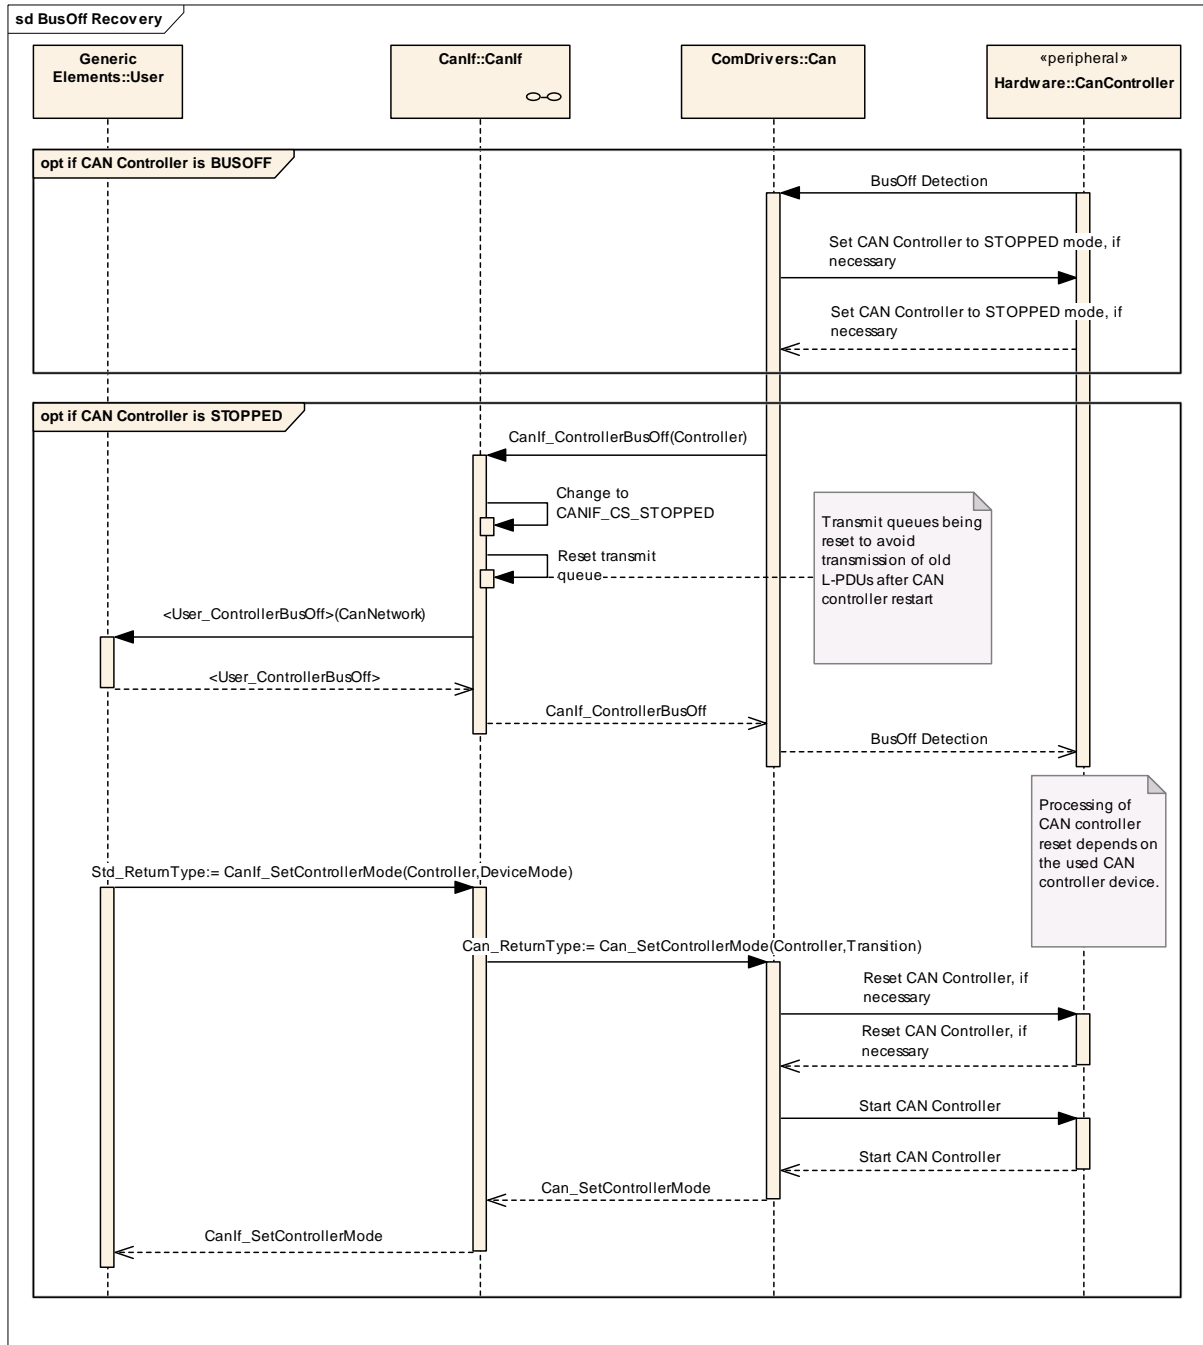 sd BusOff Recovery
Generic
Elements::User
CanIf::CanIf
ComDrivers::Can
«peripheral»
Hardware::CanController
opt if CAN Controller is BUSOFF
BusOff Detection
Set CAN Controller to STOPPED mode, if
necessary
Set CAN Controller to STOPPED mode, if
necessary
opt if CAN Controller is STOPPED
CanIf_ControllerBusOff(Controller)
Change to
CANIF_CS_STOPPED
Reset transmit
queue
Transmit queues being
reset to avoid
transmission of old
L-PDUs after CAN
controller restart
<User_ControllerBusOff>(CanNetwork)
<User_ControllerBusOff>
CanIf_ControllerBusOff
BusOff Detection
Processing of
CAN controller
reset depends on
the used CAN
controller device.
Std_ReturnType:= CanIf_SetControllerMode(Controller,DeviceMode)
Can_ReturnType:= Can_SetControllerMode(Controller,Transition)
Reset CAN Controller, if
necessary
Reset CAN Controller, if
necessary
Start CAN Controller
Start CAN Controller
Can_SetControllerMode
CanIf_SetControllerMode